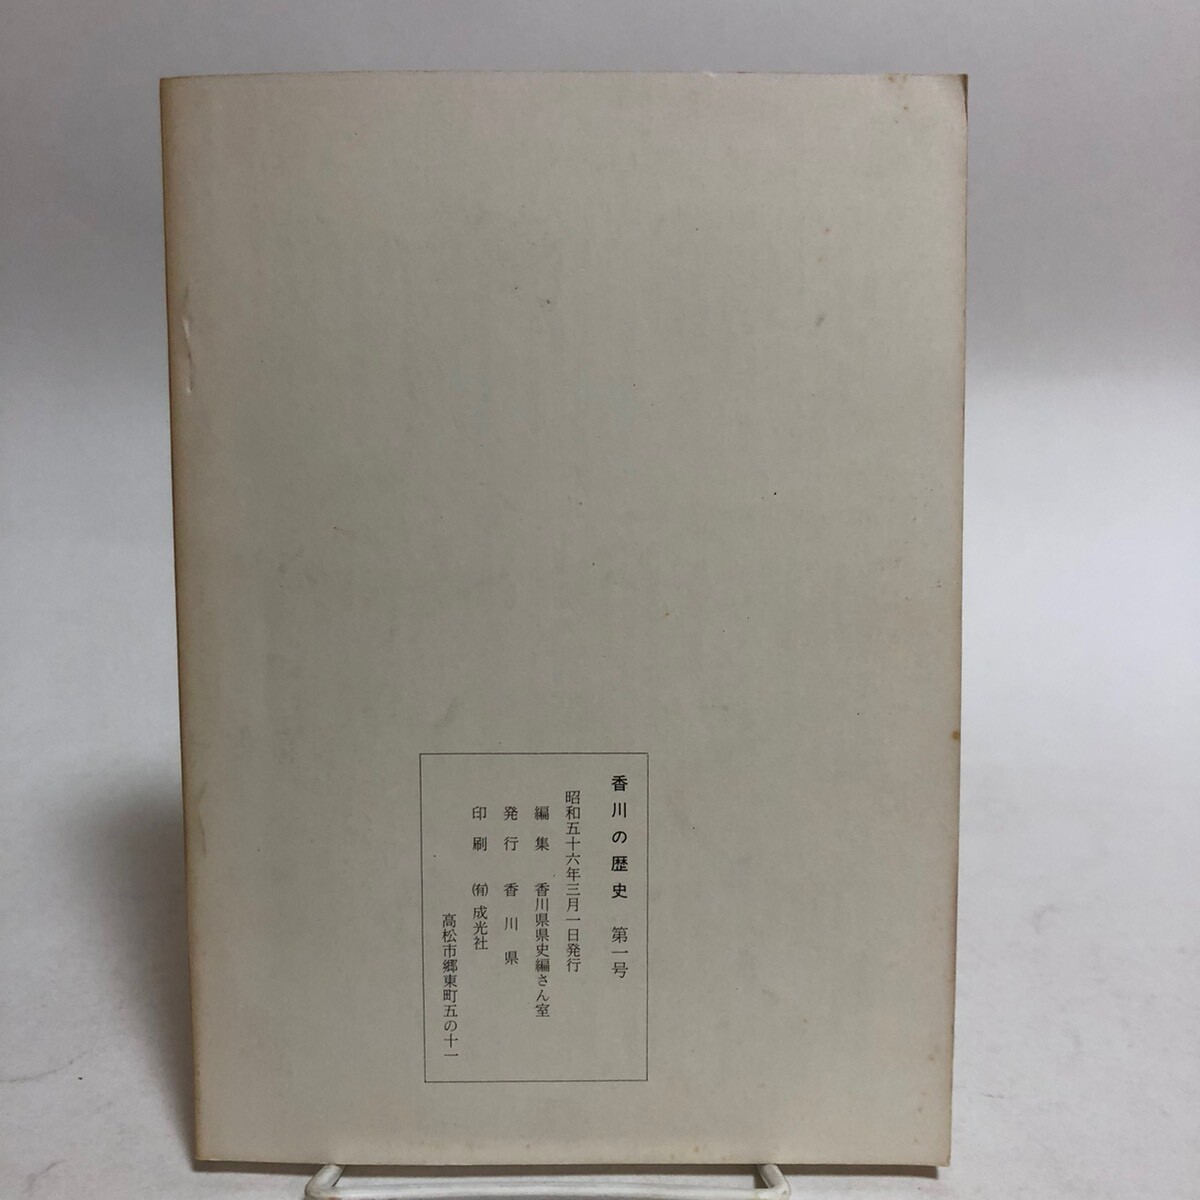 香川の歴史　第一号
昭和五十六年三月一日発行
編集　香川県県史編さん室
発行　香川県
印刷　㈲成光社
高松市郷東町五の十一